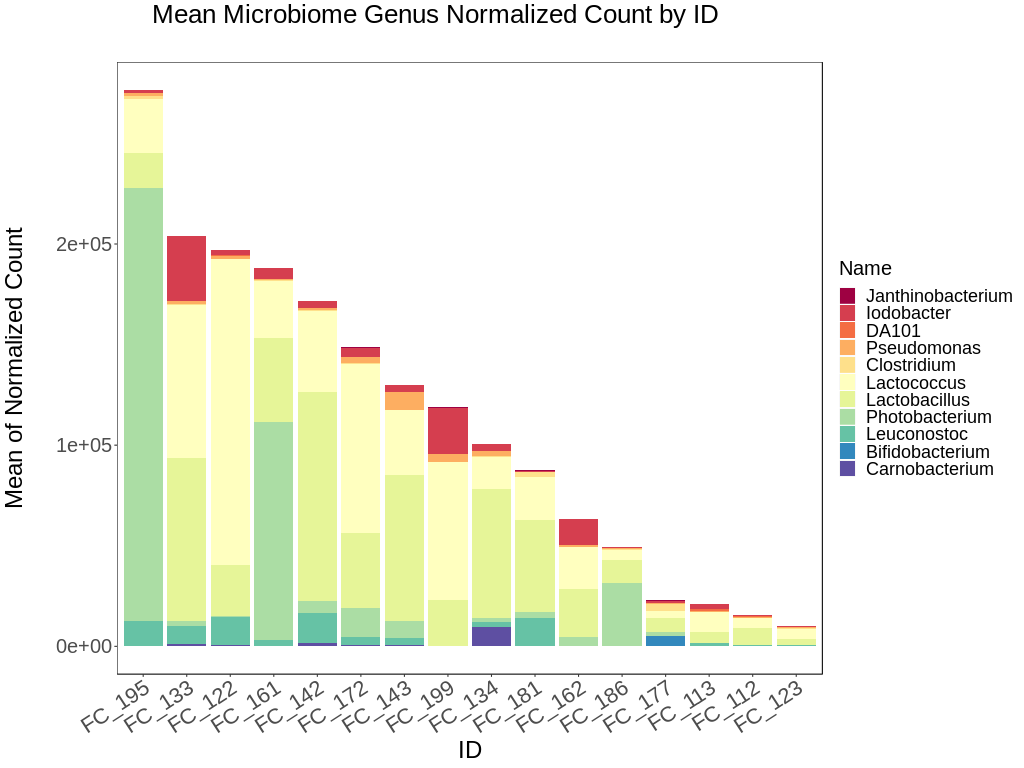 Mean Microbiome Genus Normalized Count by ID
Mean of Normalized Count
2e+05
1e+05
0e+00
FC_195
FC_133
FC_122
FC_161
FC_142
FC_172
FC_143
FC_199
FC_134
FC_181
FC_162
FC_186
FC_177
FC_113
FC_112
FC_123
ID
Name
Janthinobacterium
Iodobacter
DA101
Pseudomonas
Clostridium
Lactococcus
Lactobacillus
Photobacterium
Leuconostoc
Bifidobacterium
Carnobacterium